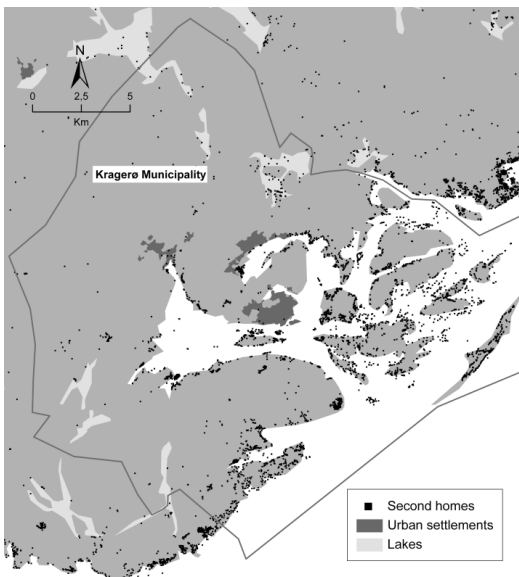 N
0 2,5 5
Km
Kragerø Municipality
Second homes
Urban settlements
Lakes